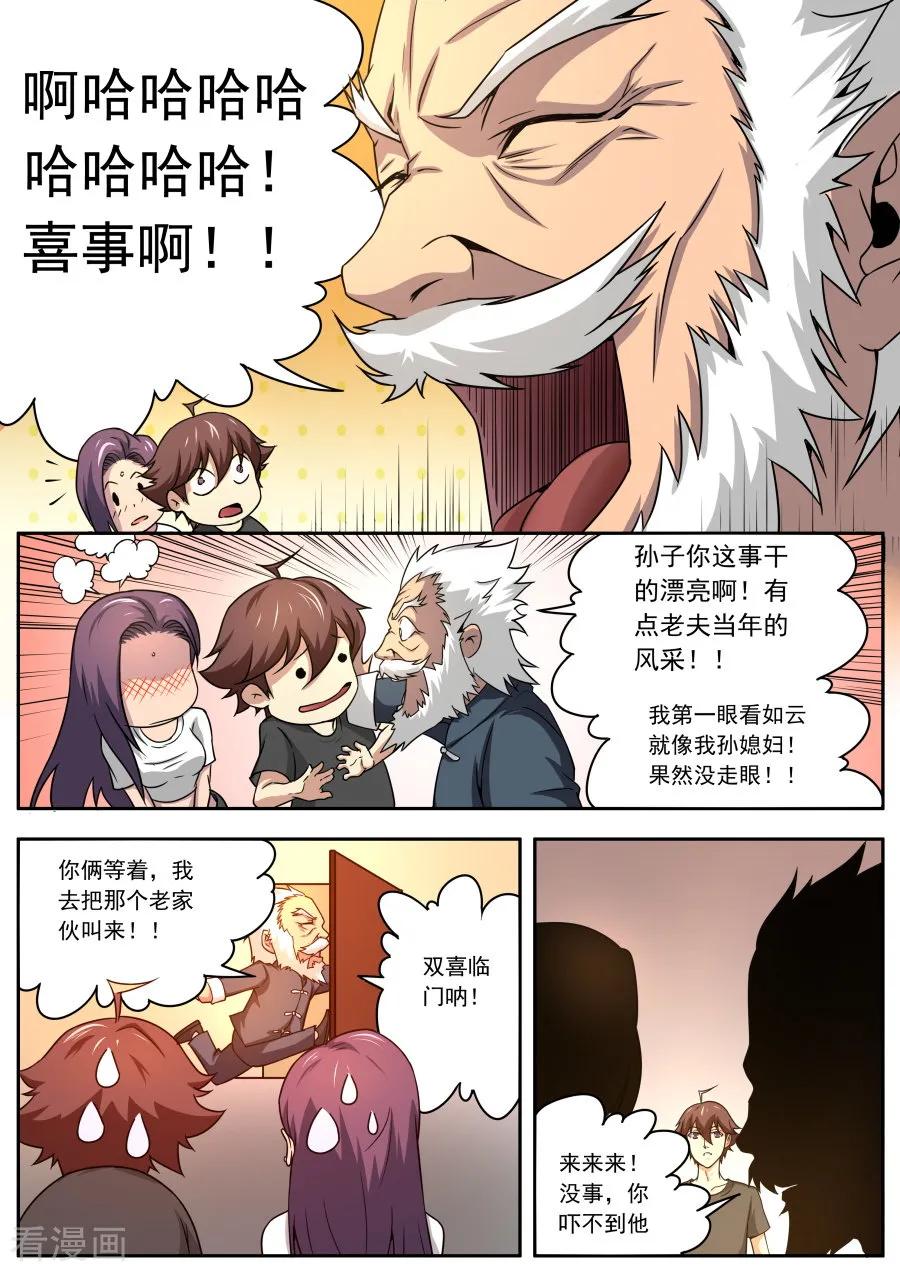 啊哈哈哈哈
哈哈哈哈！
喜事啊！！
孙子你这事干
的漂亮啊！有
点老夫当年的
风采！！
我第一眼看如云
就像我孙媳妇！
果然没走眼！！
你俩等着，我
去把那个老家
伙叫来！！
双喜临
门呐！
来来来！
没事，你
吓不到他
看漫画